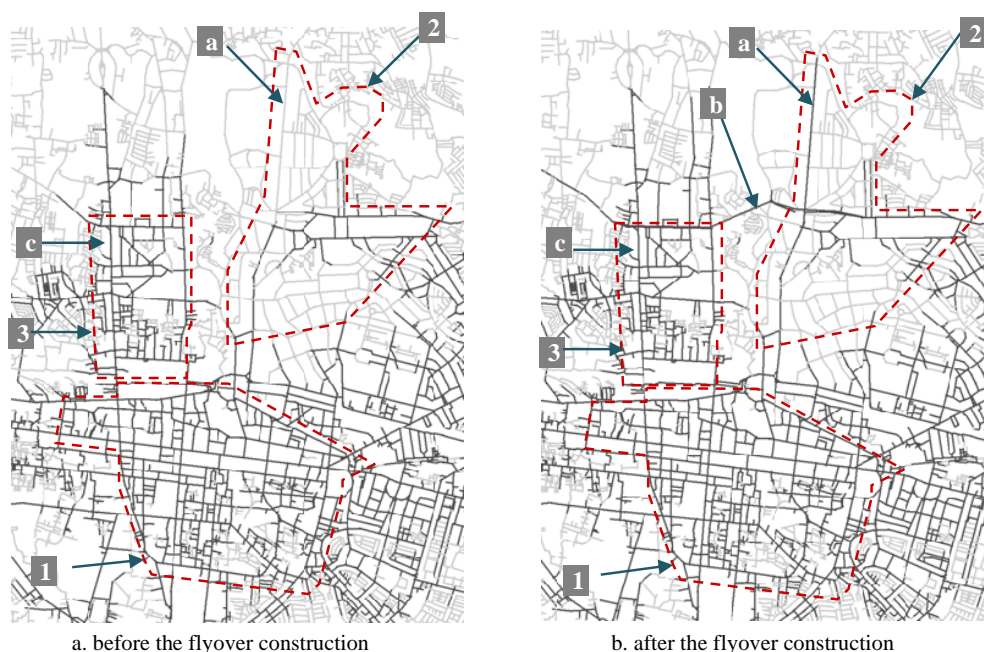 2
a
c
3
1
a. before the flyover construction
2
a
b
c
3
1
b. after the flyover construction